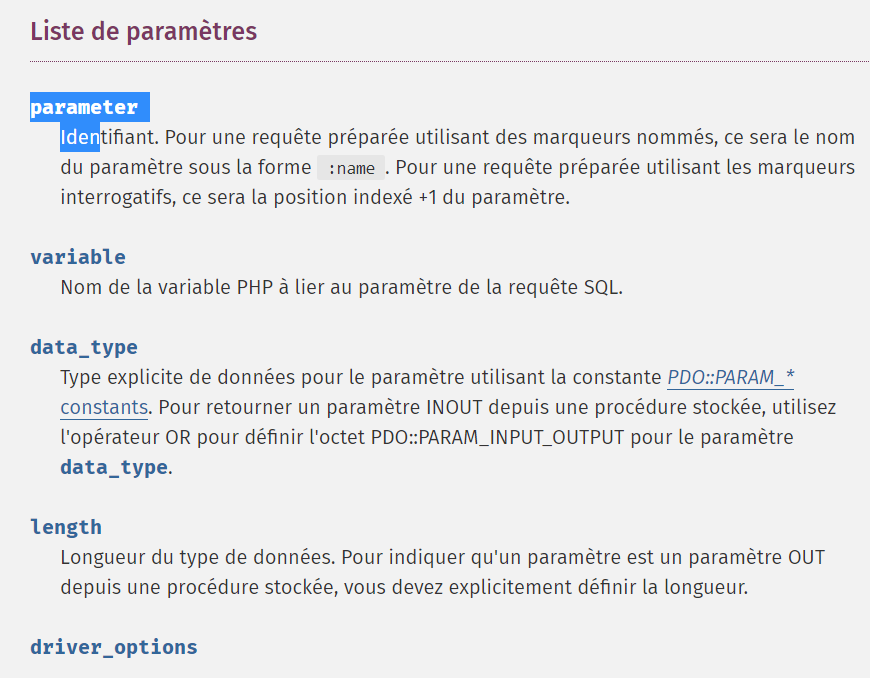 Liste de paramètres
parameter
Identifiant. Pour une requête préparée utilisant des marqueurs nommés, ce sera le nom
du paramètre sous la forme :name . Pour une requête préparée utilisant les marqueurs
interrogatifs, ce sera la position indexé +1 du paramètre.
variable
Nom de la variable PHP à lier au paramètre de la requête SQL.
data_type
Type explicite de données pour le paramètre utilisant la constante PDO::PARAM_*
constants. Pour retourner un paramètre INOUT depuis une procédure stockée, utilisez
l'opérateur OR pour définir l'octet PDO::PARAM_INPUT_OUTPUT pour le paramètre
data_type.
length
Longueur du type de données. Pour indiquer qu'un paramètre est un paramètre OUT
depuis une procédure stockée, vous devez explicitement définir la longueur.
driver_options